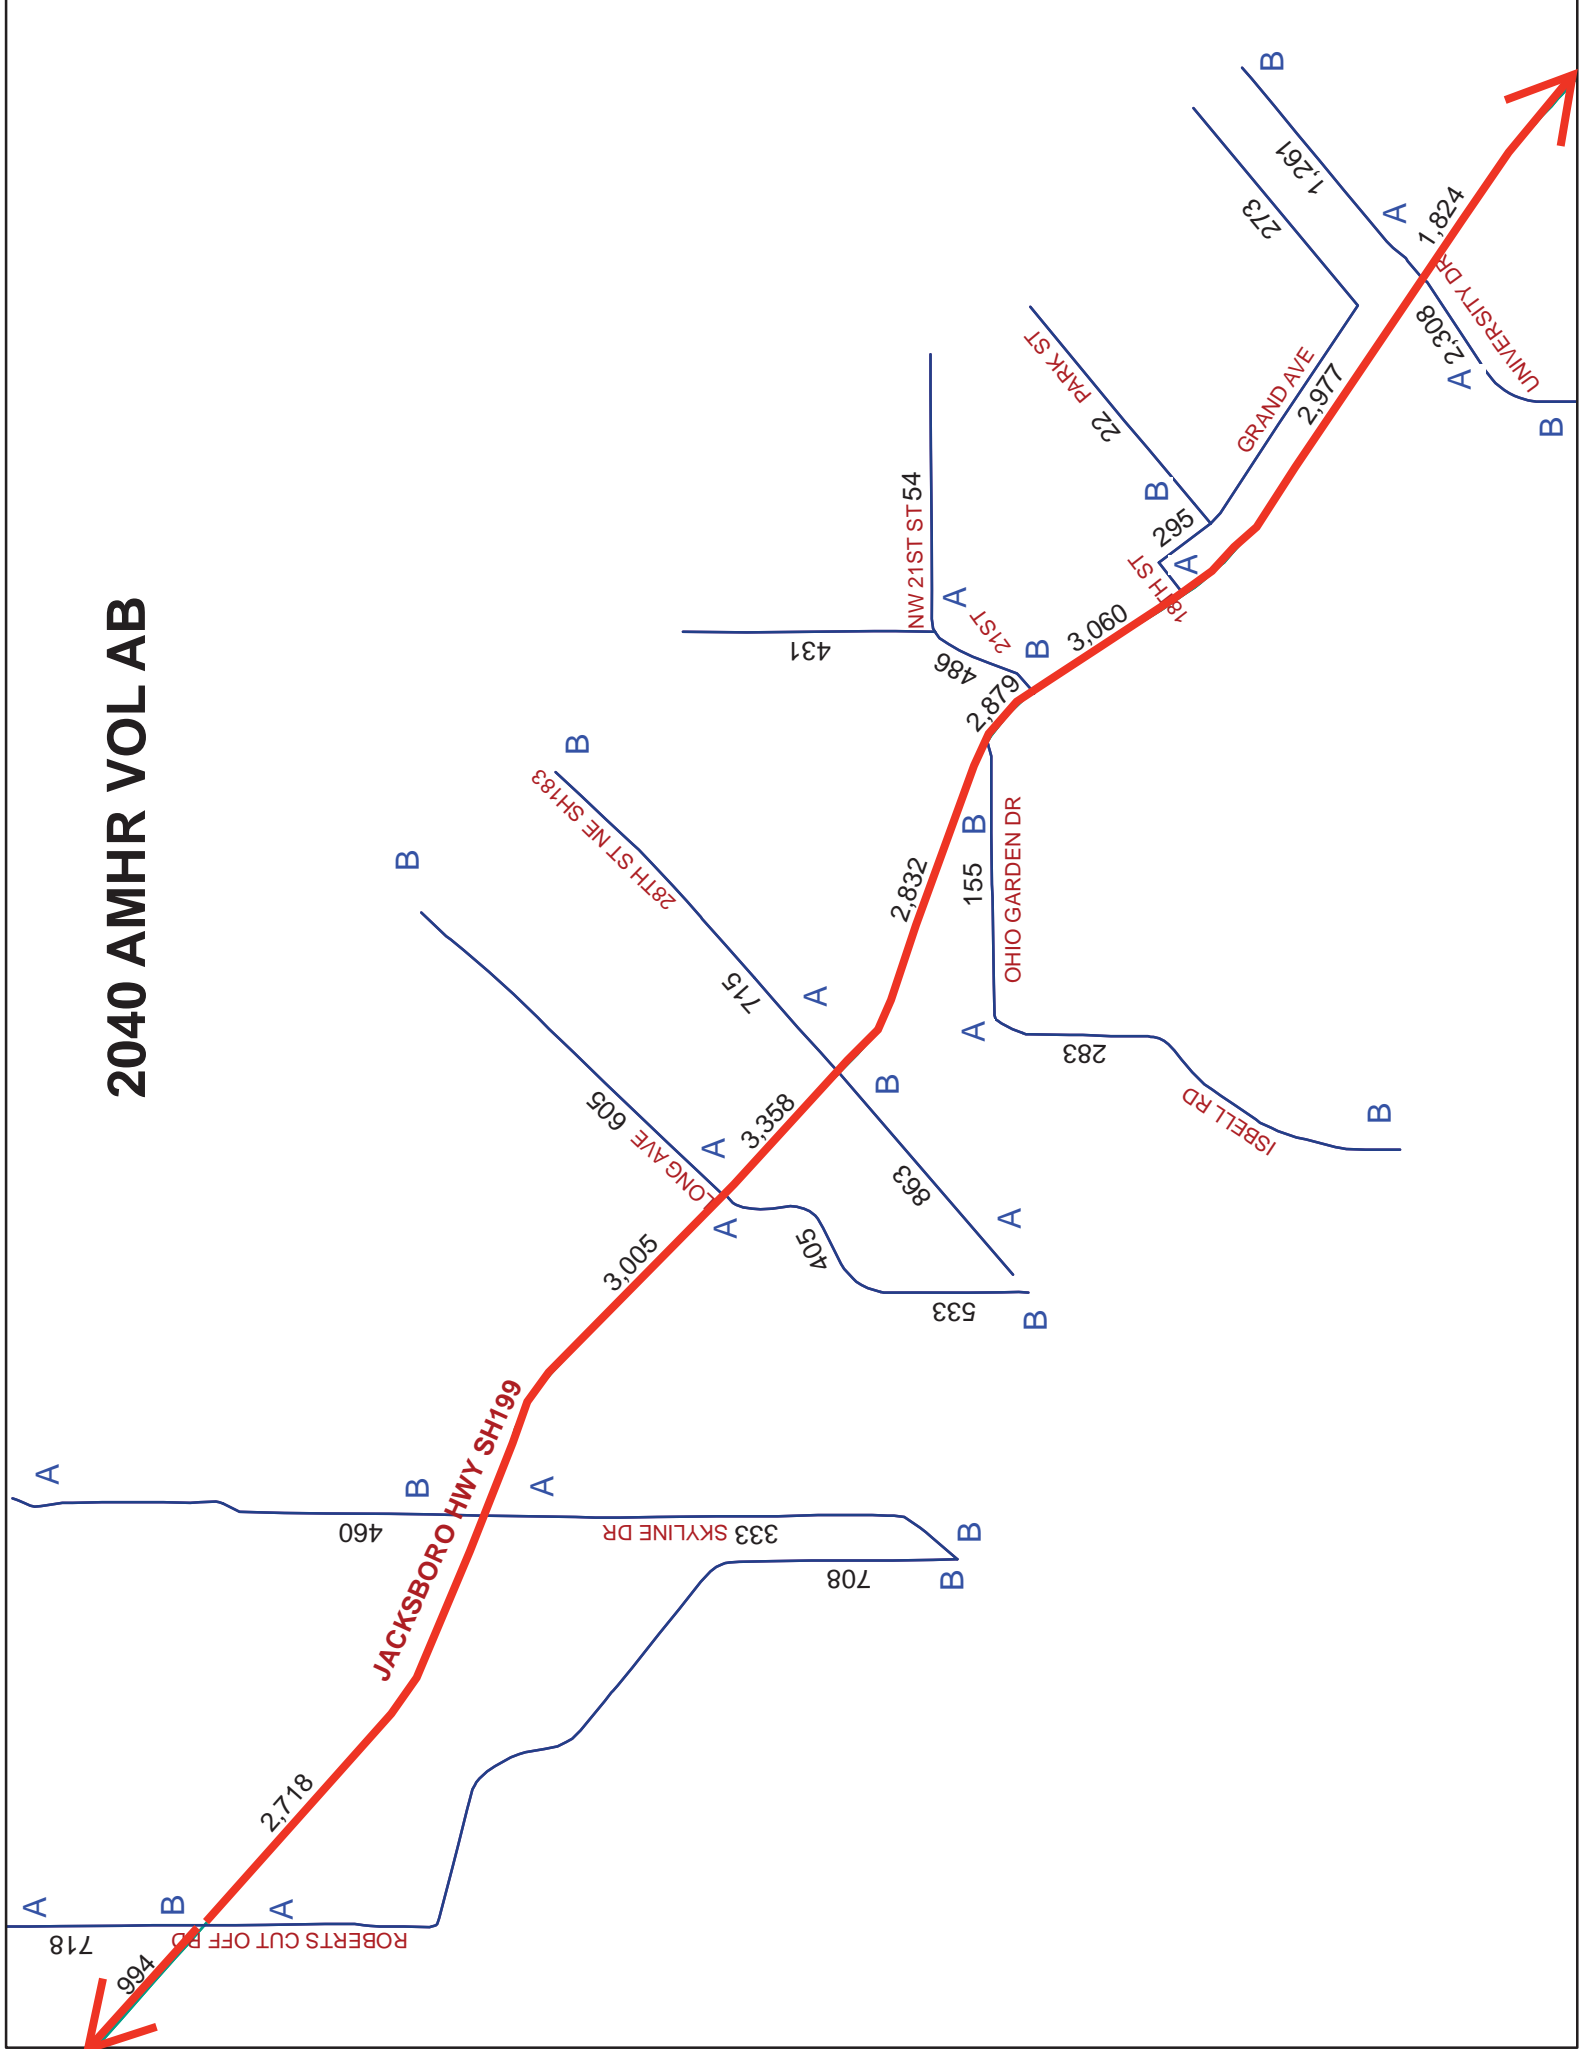 2040 AMHR VOL AB
A
718
B
A
994
ROBERTS CUT OFF RD
2,718
A
460
B
A
JACKSBORO HWY SH199
333 SKYLINE DR
B
708
B
3,005
B
605
LONG AVE
A
A
405
533
B
3,358
B
28TH ST NE SH183
715
A
B
863
A
2,832
B
155
OHIO GARDEN DR
A
283
ISBELL RD
B
2,879
431
486
21ST
NW 21ST ST 54
A
B
3,060
18TH ST
A
295
B
22
PARK ST
GRAND AVE
273
2,977
B
1,261
A
1,824
2,308
UNIVERSITY DR
A
B